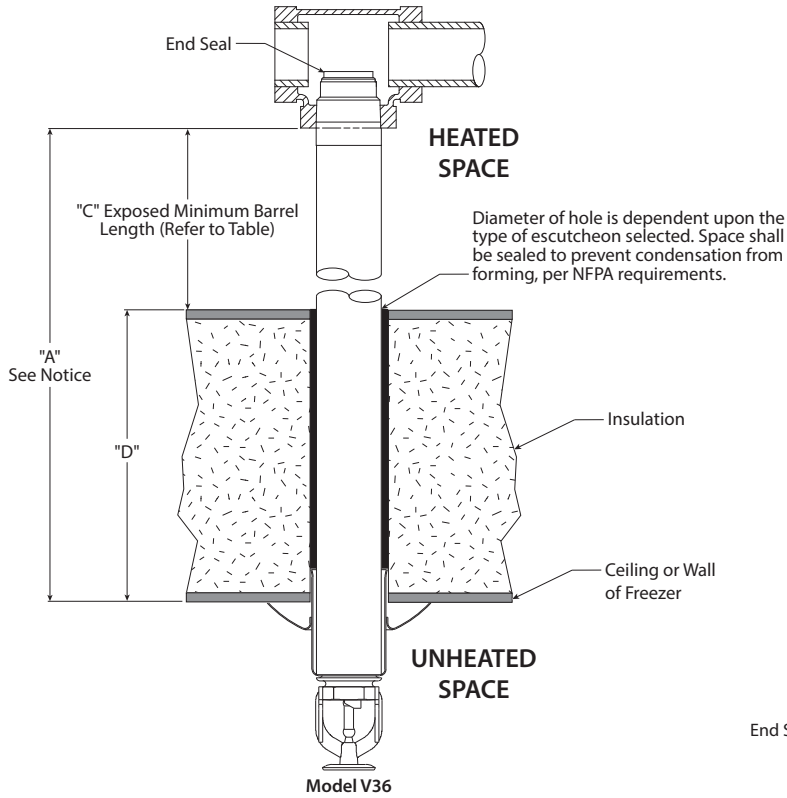 End Seal
HEATED
SPACE
"C" Exposed Minimum Barrel
Length (Refer to Table)
Diameter of hole is dependent upon the
type of escutcheon selected. Space shall
be sealed to prevent condensation from
forming, per NFPA requirements.
"A"
See Notice
"D"
Insulation
Ceiling or Wall
of Freezer
UNHEATED
SPACE
End S
Model V36